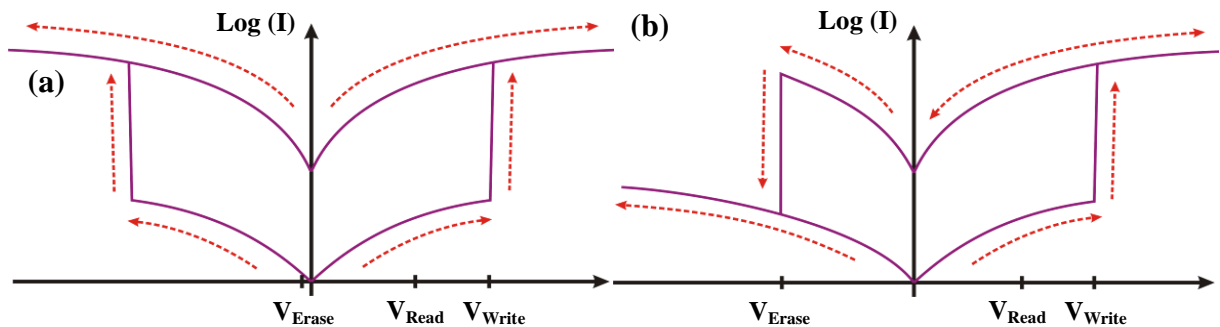 Log (I)
(a)
V_Erase V_Read V_Write
Log (I)
(b)
V_Erase V_Read V_Write